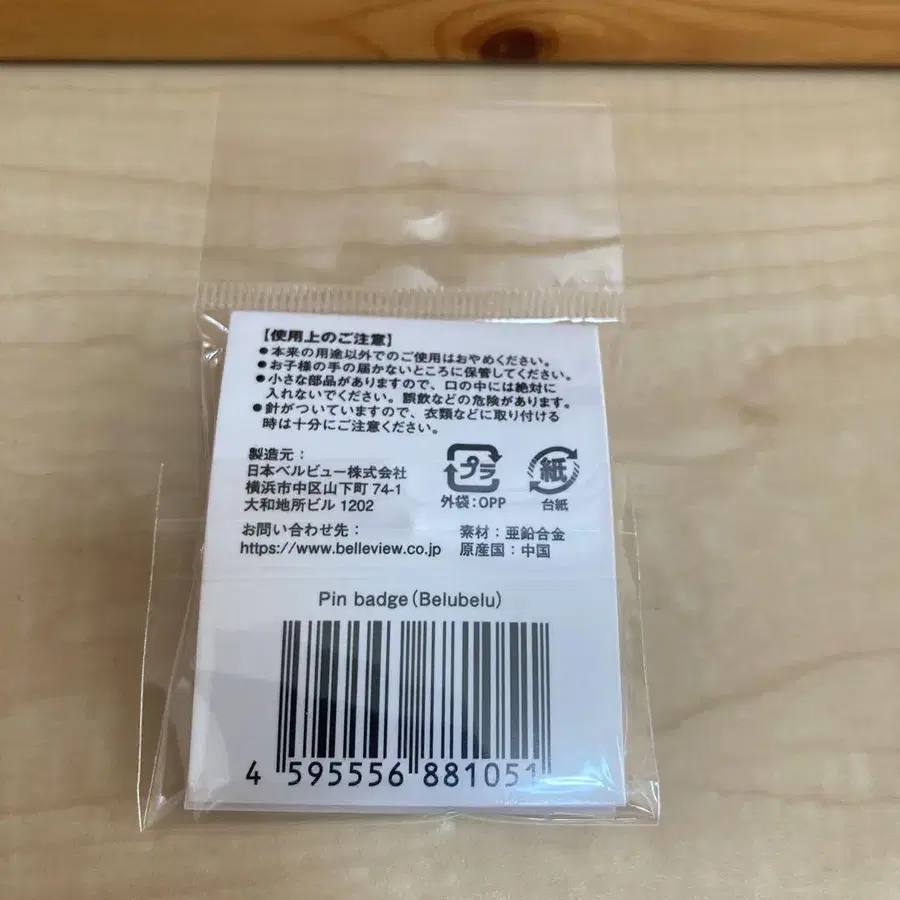 【使用上のご注意】
●本来の用途以外でのご使用はおやめください。
●お子様の手の届かないところに保管してください。
●小さな部品がありますので、口の中には絶対に
入れないでください。誤飲などの危険があります。
●針がついていますので、衣類などに取り付ける
時は十分にご注意ください。
製造元：
日本ベルビュー株式会社
横浜市中区山下町 74-1
大和地所ビル 1202
プラ
外袋：OPP
紙
台紙
お問い合わせ先：
https://www.belleview.co.jp
素材：亜鉛合金
原産国：中国
Pin badge（Belubelu）
4 595556 881051